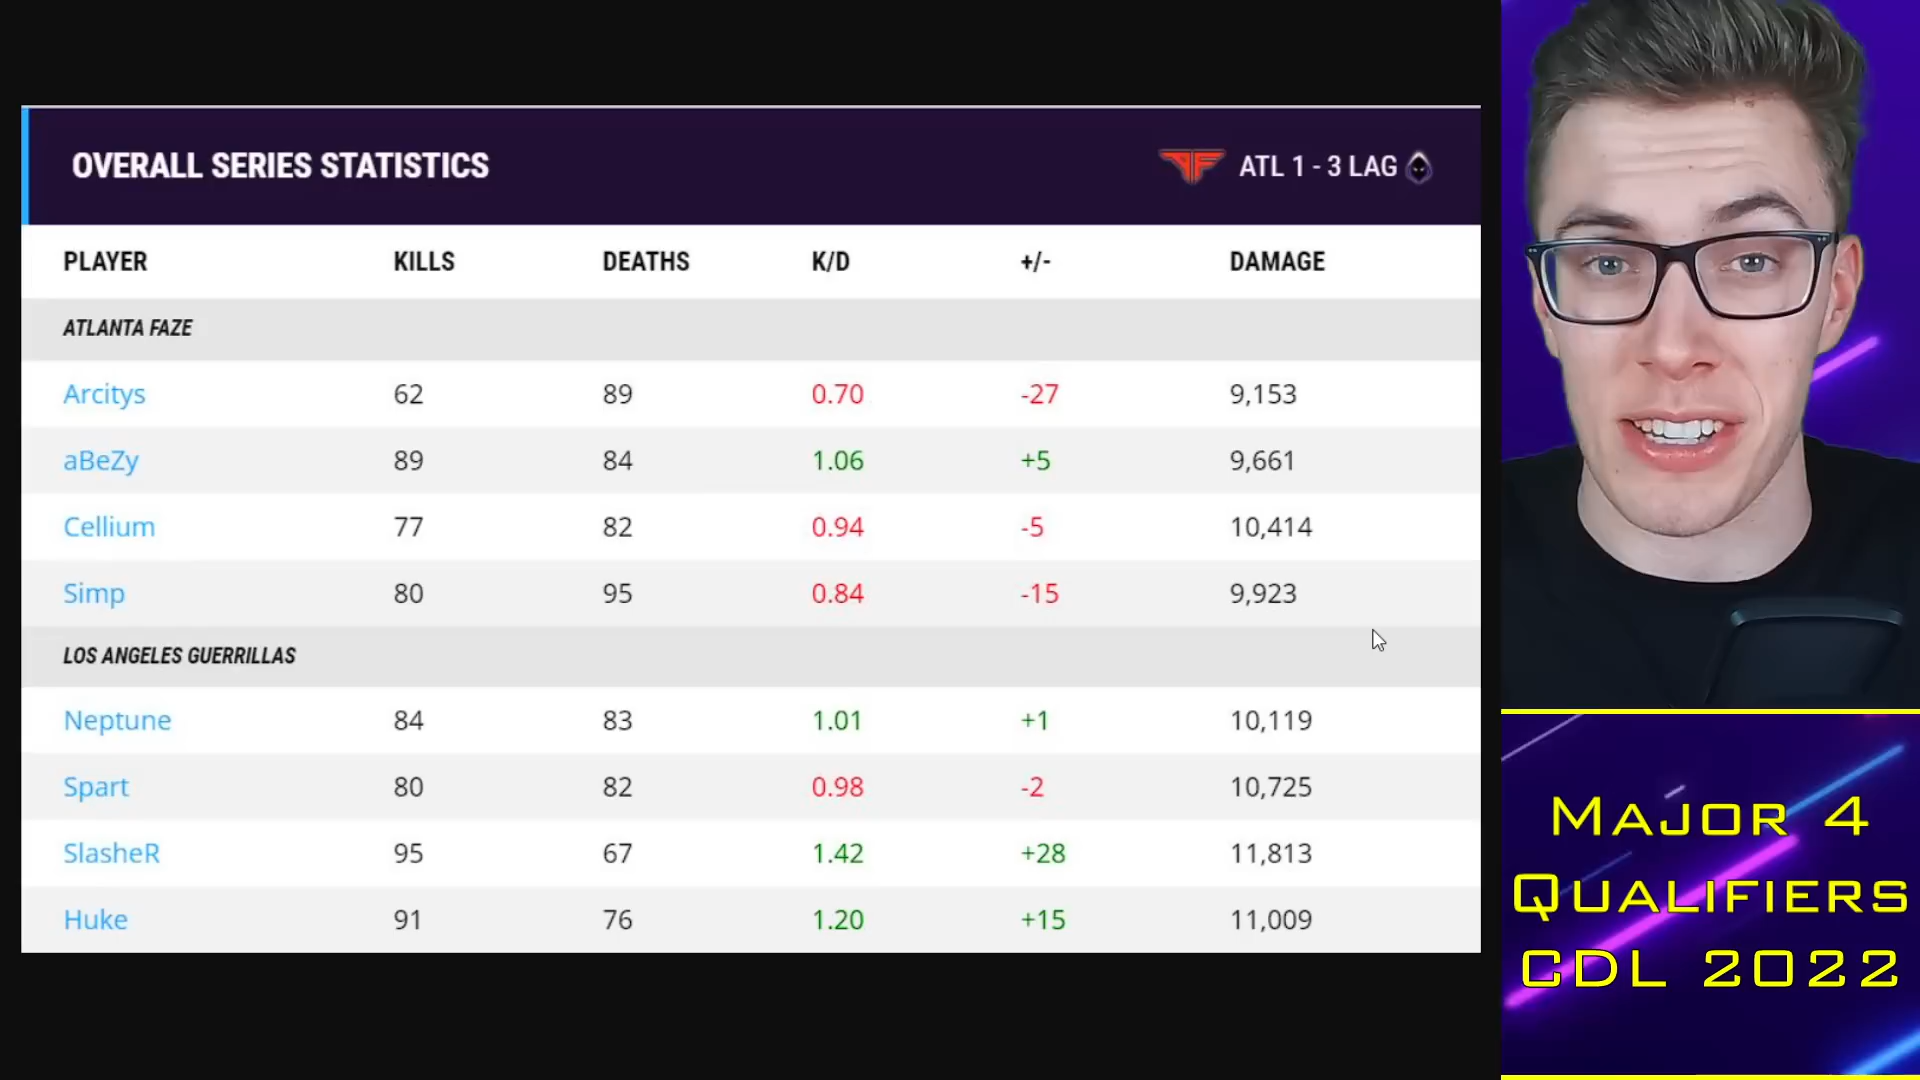 OVERALL SERIES STATISTICS ATL 1 - 3 LAG
PLAYER KILLS DEATHS K/D +/- DAMAGE
ATLANTA FAZE
Arcitys 62 89 0.70 -27 9,153
aBeZy 89 84 1.06 +5 9,661
Cellium 77 82 0.94 -5 10,414
Simp 80 95 0.84 -15 9,923
LOS ANGELES GUERRILLAS
Neptune 84 83 1.01 +1 10,119
Spart 80 82 0.98 -2 10,725
SlasheR 95 67 1.42 +28 11,813
Huke 91 76 1.20 +15 11,009
MAJOR 4
QUALIFIERS
CDL 2022